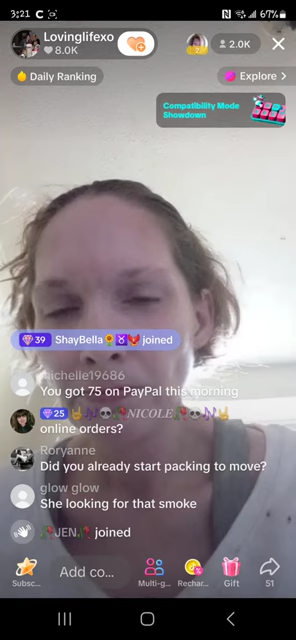 3:21 C
67%
Lovinglifexo
8.0K
2.0K
Daily Ranking
Explore >
Compatibility Mode
Showdown
39 ShayBella🌻♉ joined
michelle19686
You got 75 on PayPal this morning
25 🤘🎶💀🥀NICOLE🥀💀🎶🤘
online orders?
Roryanne
Did you already start packing to move?
glow glow
She looking for that smoke
🥀JEN🥀 joined
Subsc...
Add co...
Multi-g...
Rechar...
Gift
51